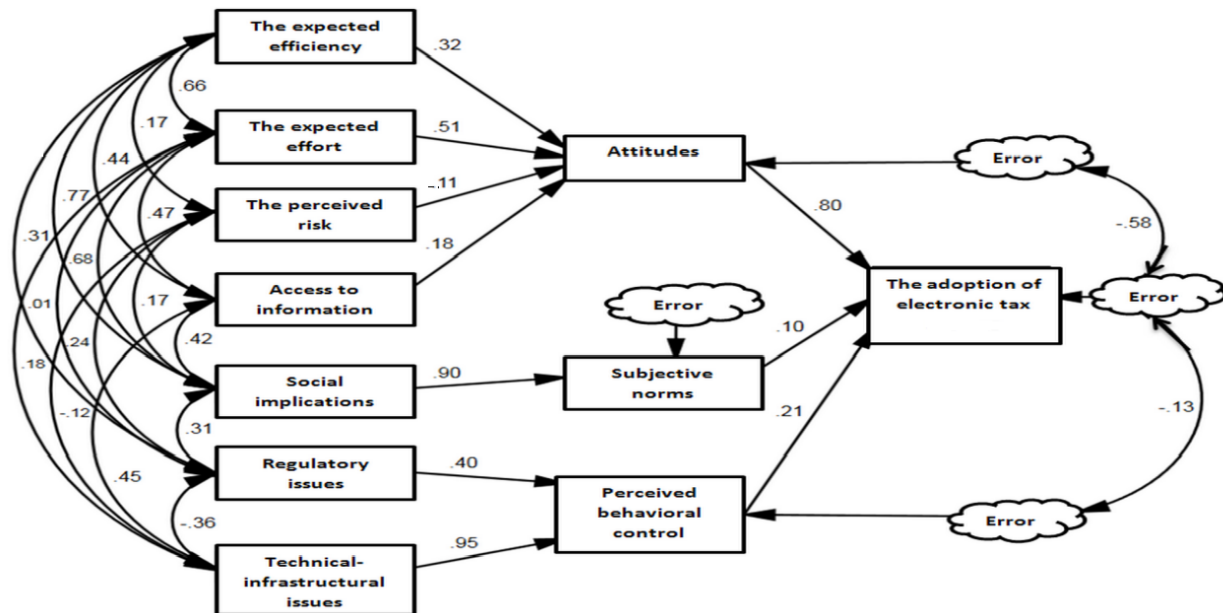 The expected
efficiency
.32
.66
The expected
effort
.51
.17
.44
Attitudes
Error
-.11
.77
.47
The perceived
risk
.80
-.58
.31
.68
.18
Access to
information
Error
The adoption of
electronic tax
Error
.01
.17
.10
.42
.24
Social
implications
.90
Subjective
norms
.18
-.12
.21
-.13
.31
Regulatory
issues
.40
.45
Perceived
behavioral
control
Error
-.36
.95
Technical-
infrastructural
issues